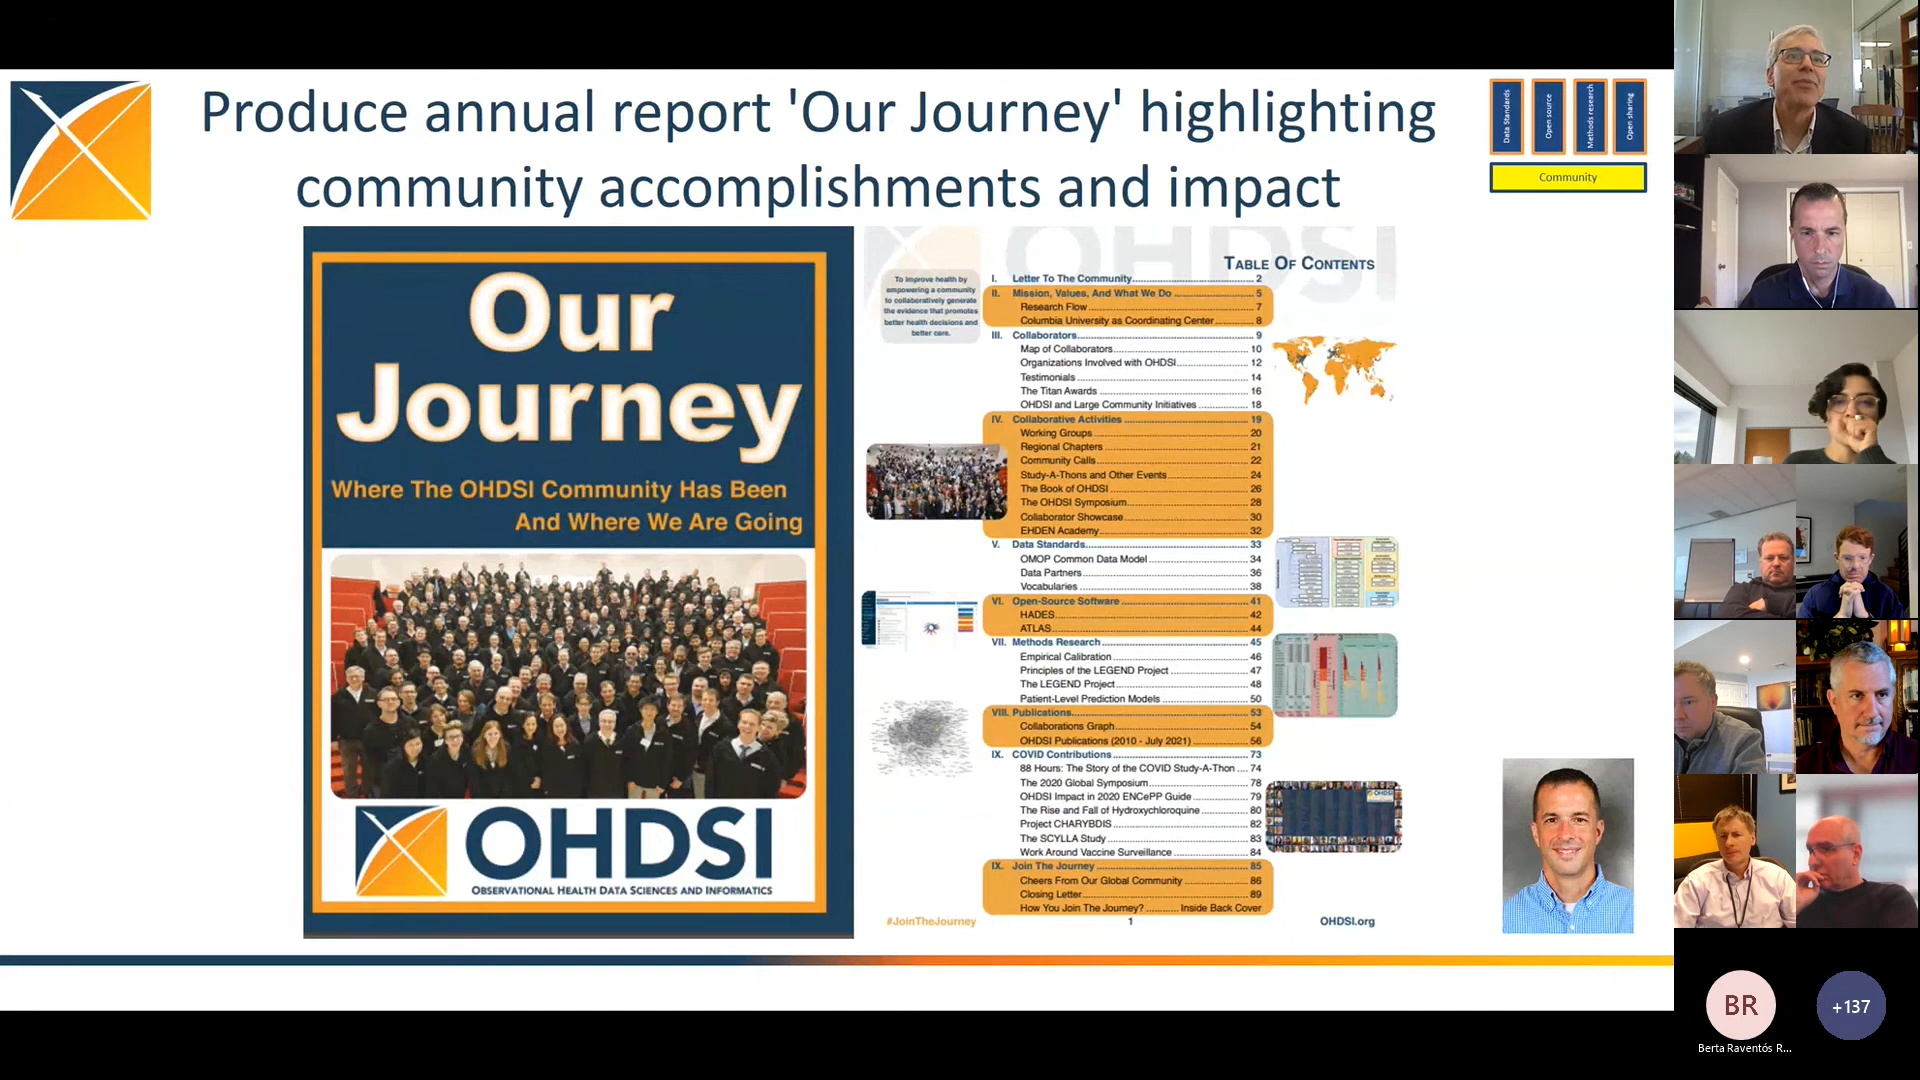 Produce annual report 'Our Journey' highlighting
community accomplishments and impact
Data Standards
Open source
Methods research
Open sharing
Community
Our
Journey
Where The OHDSI Community Has Been
And Where We Are Going
OHDSI
OBSERVATIONAL HEALTH DATA SCIENCES AND INFORMATICS
OHDSI
TABLE OF CONTENTS
To improve health by
empowering a community
to collaboratively generate
the evidence that promotes
better health decisions and
better care.
I. Letter To The Community 2
II. Mission, Values, And What We Do 5
Research Flow 7
Columbia University as Coordinating Center 8
III. Collaborators 9
Map of Collaborators 10
Organizations Involved with OHDSI 12
Testimonials 14
The Titan Awards 16
OHDSI and Large Community Initiatives 18
IV. Collaborative Activities 19
Working Groups 20
Regional Chapters 21
Community Calls 22
Study-A-Thons and Other Events 24
The Book of OHDSI 26
The OHDSI Symposium 28
Collaborator Showcase 30
EHDEN Academy 32
V. Data Standards 33
OMOP Common Data Model 34
Data Partners 36
Vocabularies 38
VI. Open-Source Software 41
HADES 42
ATLAS 44
VII. Methods Research 45
Empirical Calibration 46
Principles of the LEGEND Project 47
The LEGEND Project 48
Patient-Level Prediction Models 50
VIII. Publications 53
Collaborations Graph 54
OHDSI Publications (2010 - July 2021) 56
IX. COVID Contributions 73
88 Hours: The Story of the COVID Study-A-Thon 74
The 2020 Global Symposium 78
OHDSI Impact in 2020 ENCePP Guide 79
The Rise and Fall of Hydroxychloroquine 80
Project CHARYBDIS 82
The SCYLLA Study 83
Work Around Vaccine Surveillance 84
IX. Join The Journey 85
Cheers From Our Global Community 86
Closing Letter 89
How You Join The Journey? Inside Back Cover
#JoinTheJourney
1
OHDSI.org
OHDSI
BR
+137
Berta Raventós R...